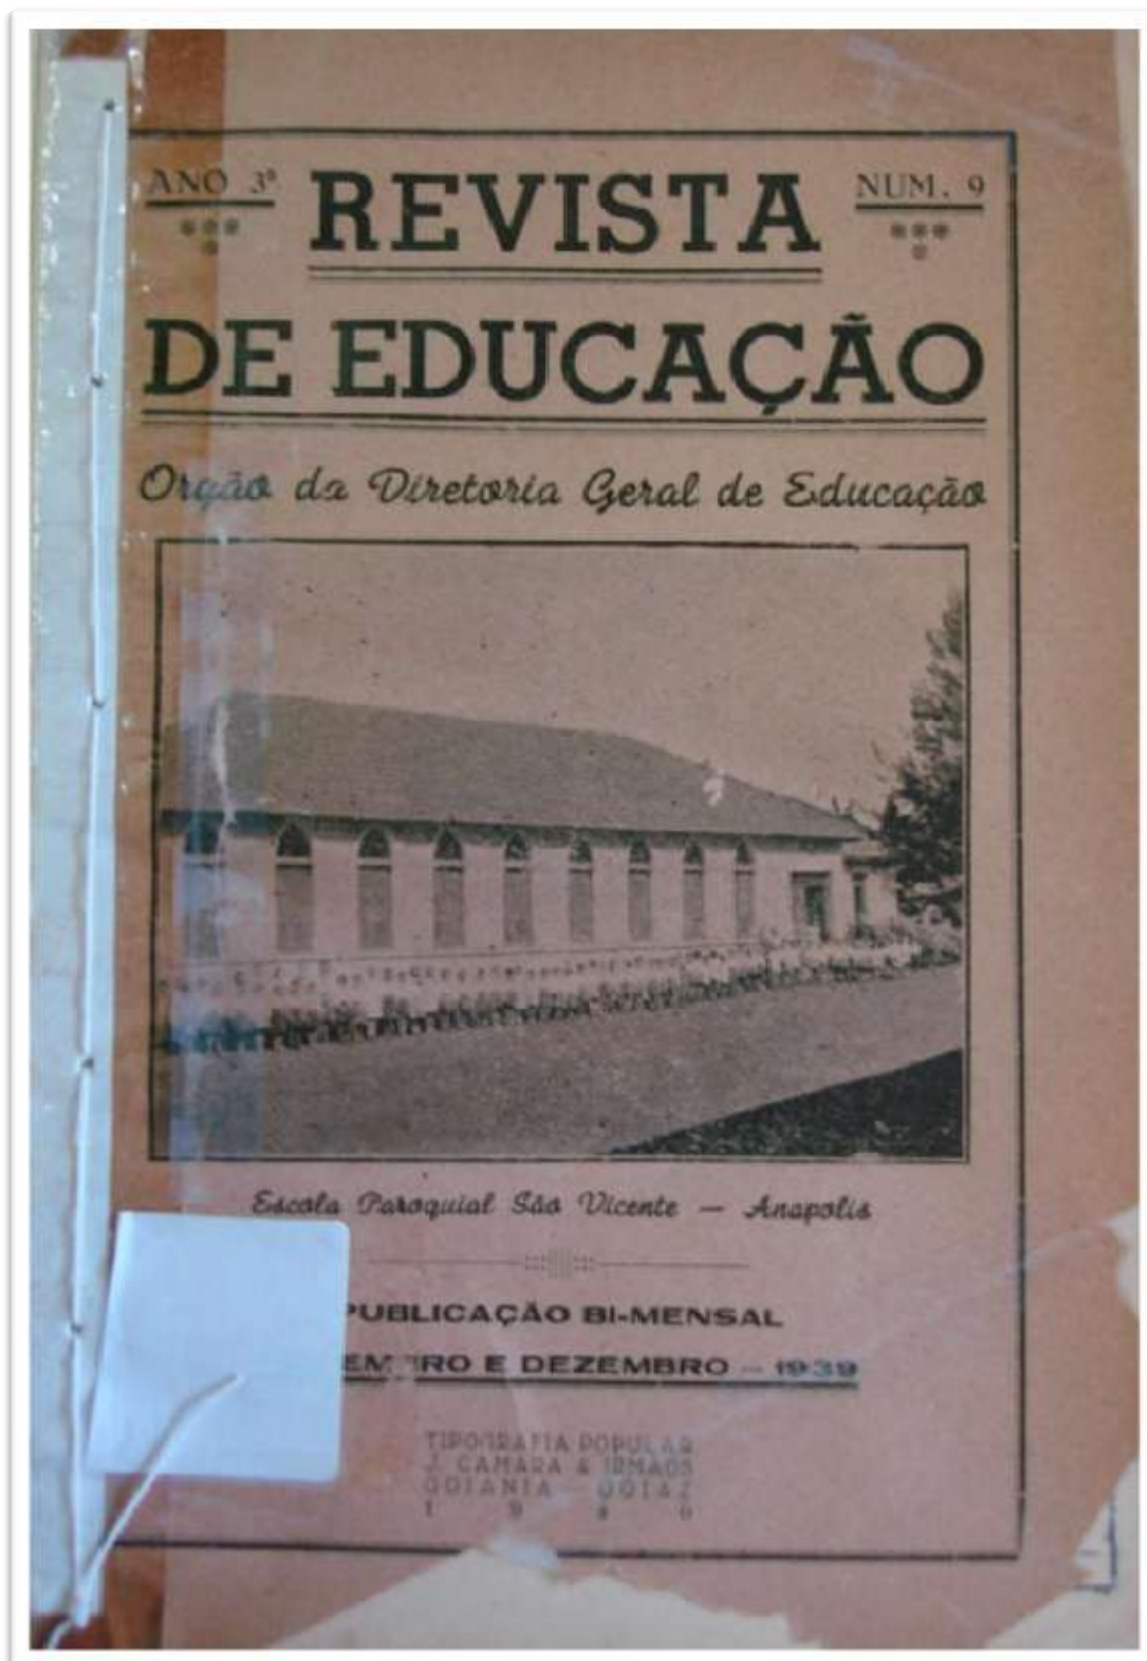 ANO 3º
REVISTA
NUM. 9
DE EDUCAÇÃO
Orgão da Diretoria Geral de Educação
Escola Paroquial São Vicente — Anapolis
PUBLICAÇÃO BI-MENSAL
E DEZEMBRO — 1939
TIPOGRAFIA POPULAR
J. CAMARA & IRMAOS
GOIANIA — GOIAZ